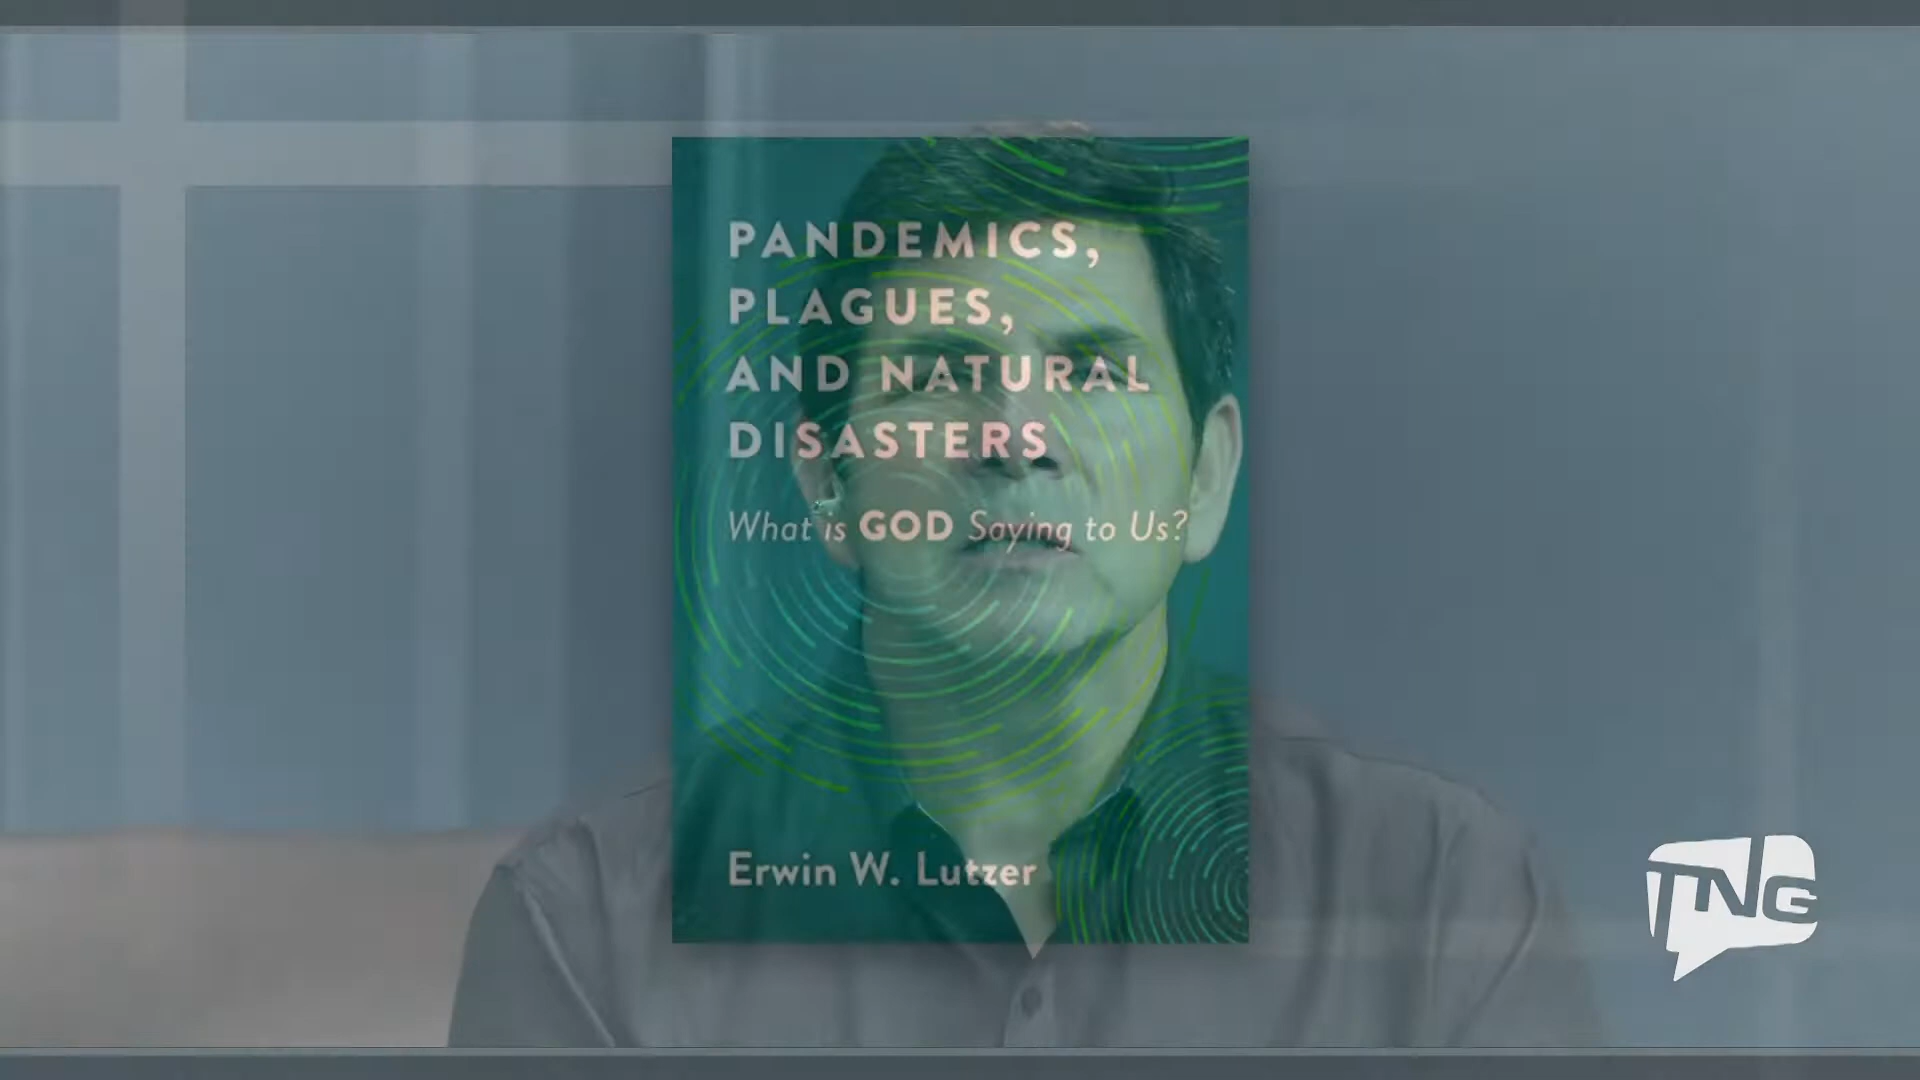 PANDEMICS,
PLAGUES,
AND NATURAL
DISASTERS
What is GOD Saying to Us?
Erwin W. Lutzer
TNG